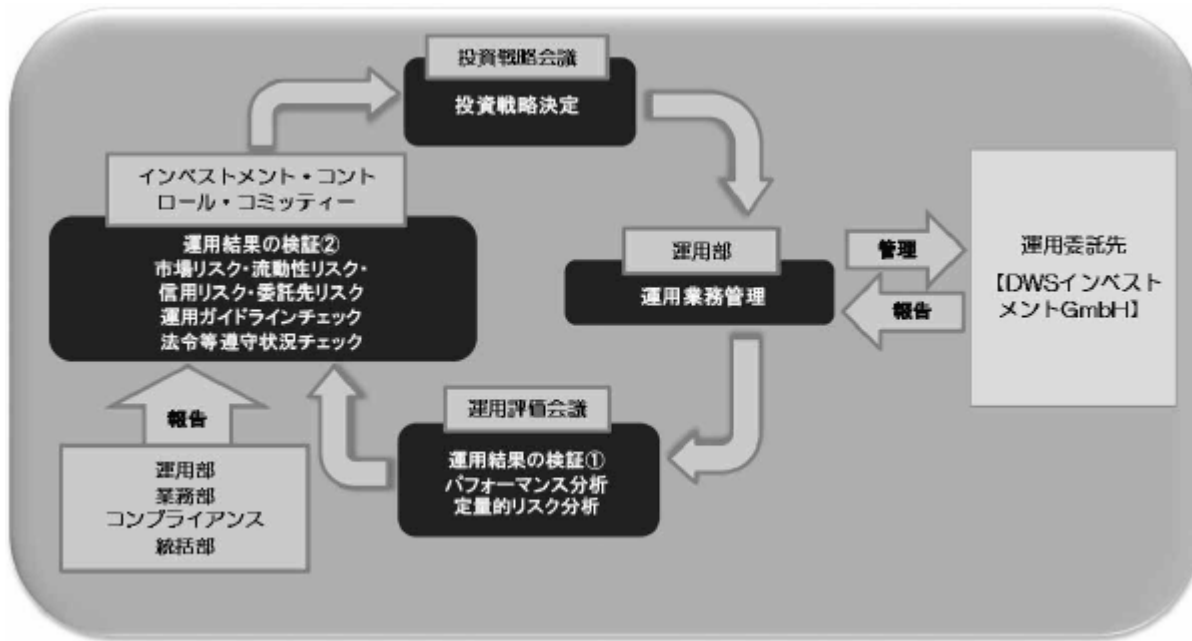 投資戦略会議
投資戦略決定
インベストメント・コント
ロール・コミッティー
運用結果の検証②
市場リスク・流動性リスク・
信用リスク・委託先リスク
運用ガイドラインチェック
法令等遵守状況チェック
運用部
運用業務管理
管理
報告
運用委託先
【DWSインベスト
メントGmbH】
運用評価会議
運用結果の検証①
パフォーマンス分析
定量的リスク分析
報告
運用部
業務部
コンプライアンス
統括部